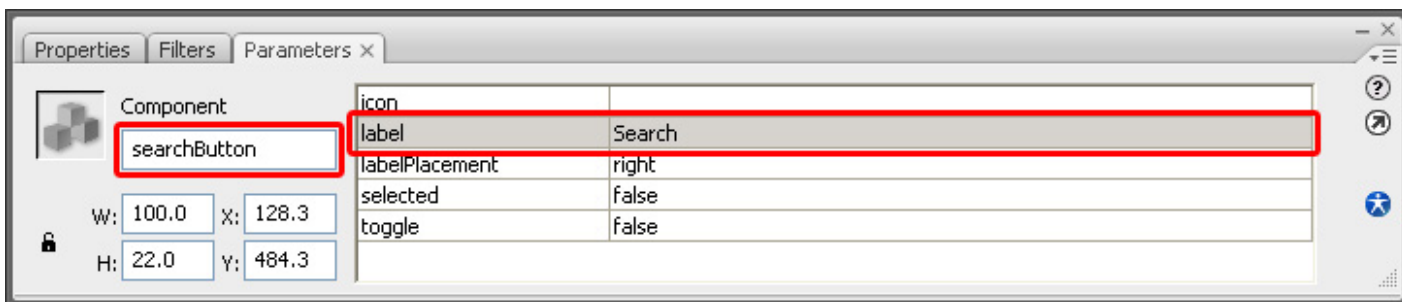 Properties Filters Parameters
Component
searchButton
W: 100.0 X: 128.3
H: 22.0 Y: 484.3
icon
label Search
labelPlacement right
selected false
toggle false